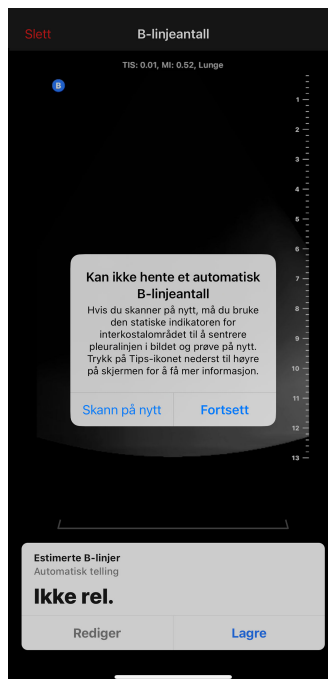 Slett
B-linjeantall
TIS: 0.01, MI: 0.52, Lunge
B
1
2
3
4
5
6
7
8
9
10
11
12
13
Kan ikke hente et automatisk
B-linjeantall
Hvis du skanner på nytt, må du bruke
den statiske indikatoren for
interkostalområdet til å sentrere
pleuralinjen i bildet og prøve på nytt.
Trykk på Tips-ikonet nederst til høyre
på skjermen for å få mer informasjon.
Skann på nytt
Fortsett
Estimerte B-linjer
Automatisk telling
Ikke rel.
Rediger
Lagre